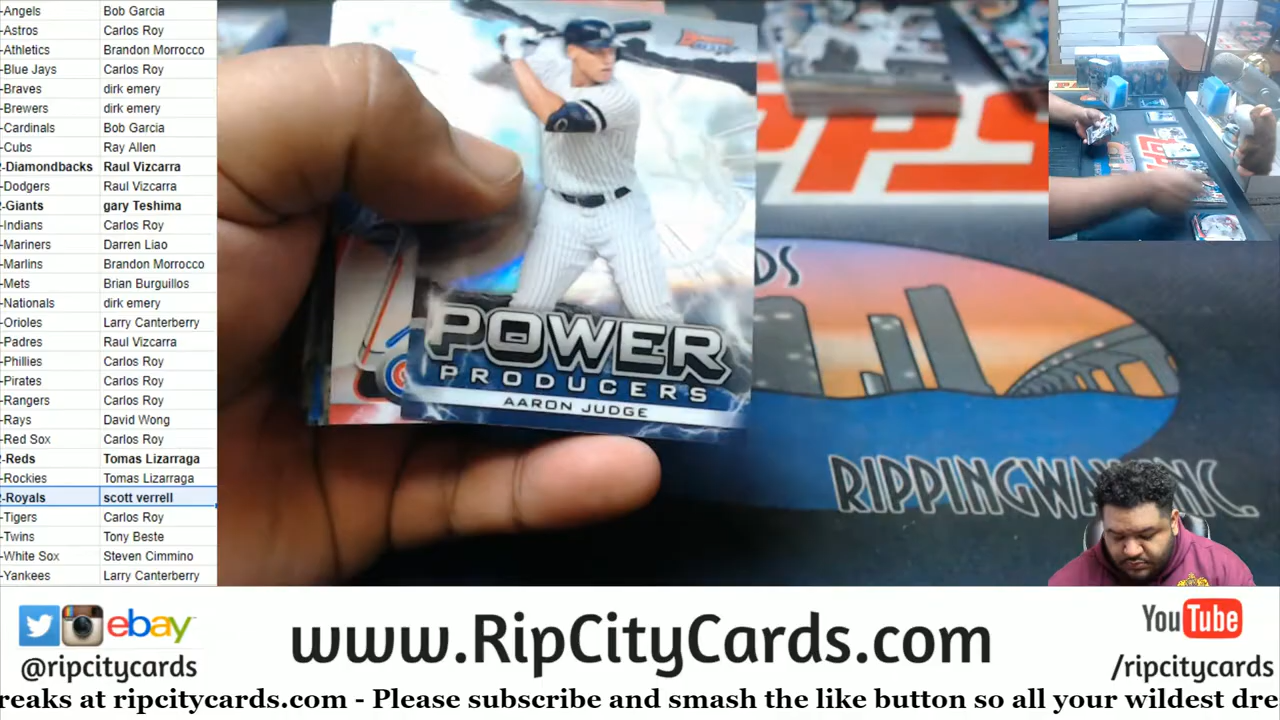 -Angels Bob Garcia
-Astros Carlos Roy
-Athletics Brandon Morrocco
-Blue Jays Carlos Roy
-Braves dirk emery
-Brewers dirk emery
-Cardinals Bob Garcia
-Cubs Ray Allen
-Diamondbacks Raul Vizcarra
-Dodgers Raul Vizcarra
-Giants gary Teshima
-Indians Carlos Roy
-Mariners Darren Liao
-Marlins Brandon Morrocco
-Mets Brian Burguillos
-Nationals dirk emery
-Orioles Larry Canterberry
-Padres Raul Vizcarra
-Phillies Carlos Roy
-Pirates Carlos Roy
-Rangers Carlos Roy
-Rays David Wong
-Red Sox Carlos Roy
-Reds Tomas Lizarraga
-Rockies Tomas Lizarraga
-Royals scott verrell
-Tigers Carlos Roy
-Twins Tony Beste
-White Sox Steven Cimmino
-Yankees Larry Canterberry
POWER
PRODUCERS
AARON JUDGE
RDS
RIPPINGWAX INC.
ebay
@ripcitycards
www.RipCityCards.com
YouTube
/ripcitycards
reaks at ripcitycards.com - Please subscribe and smash the like button so all your wildest dre